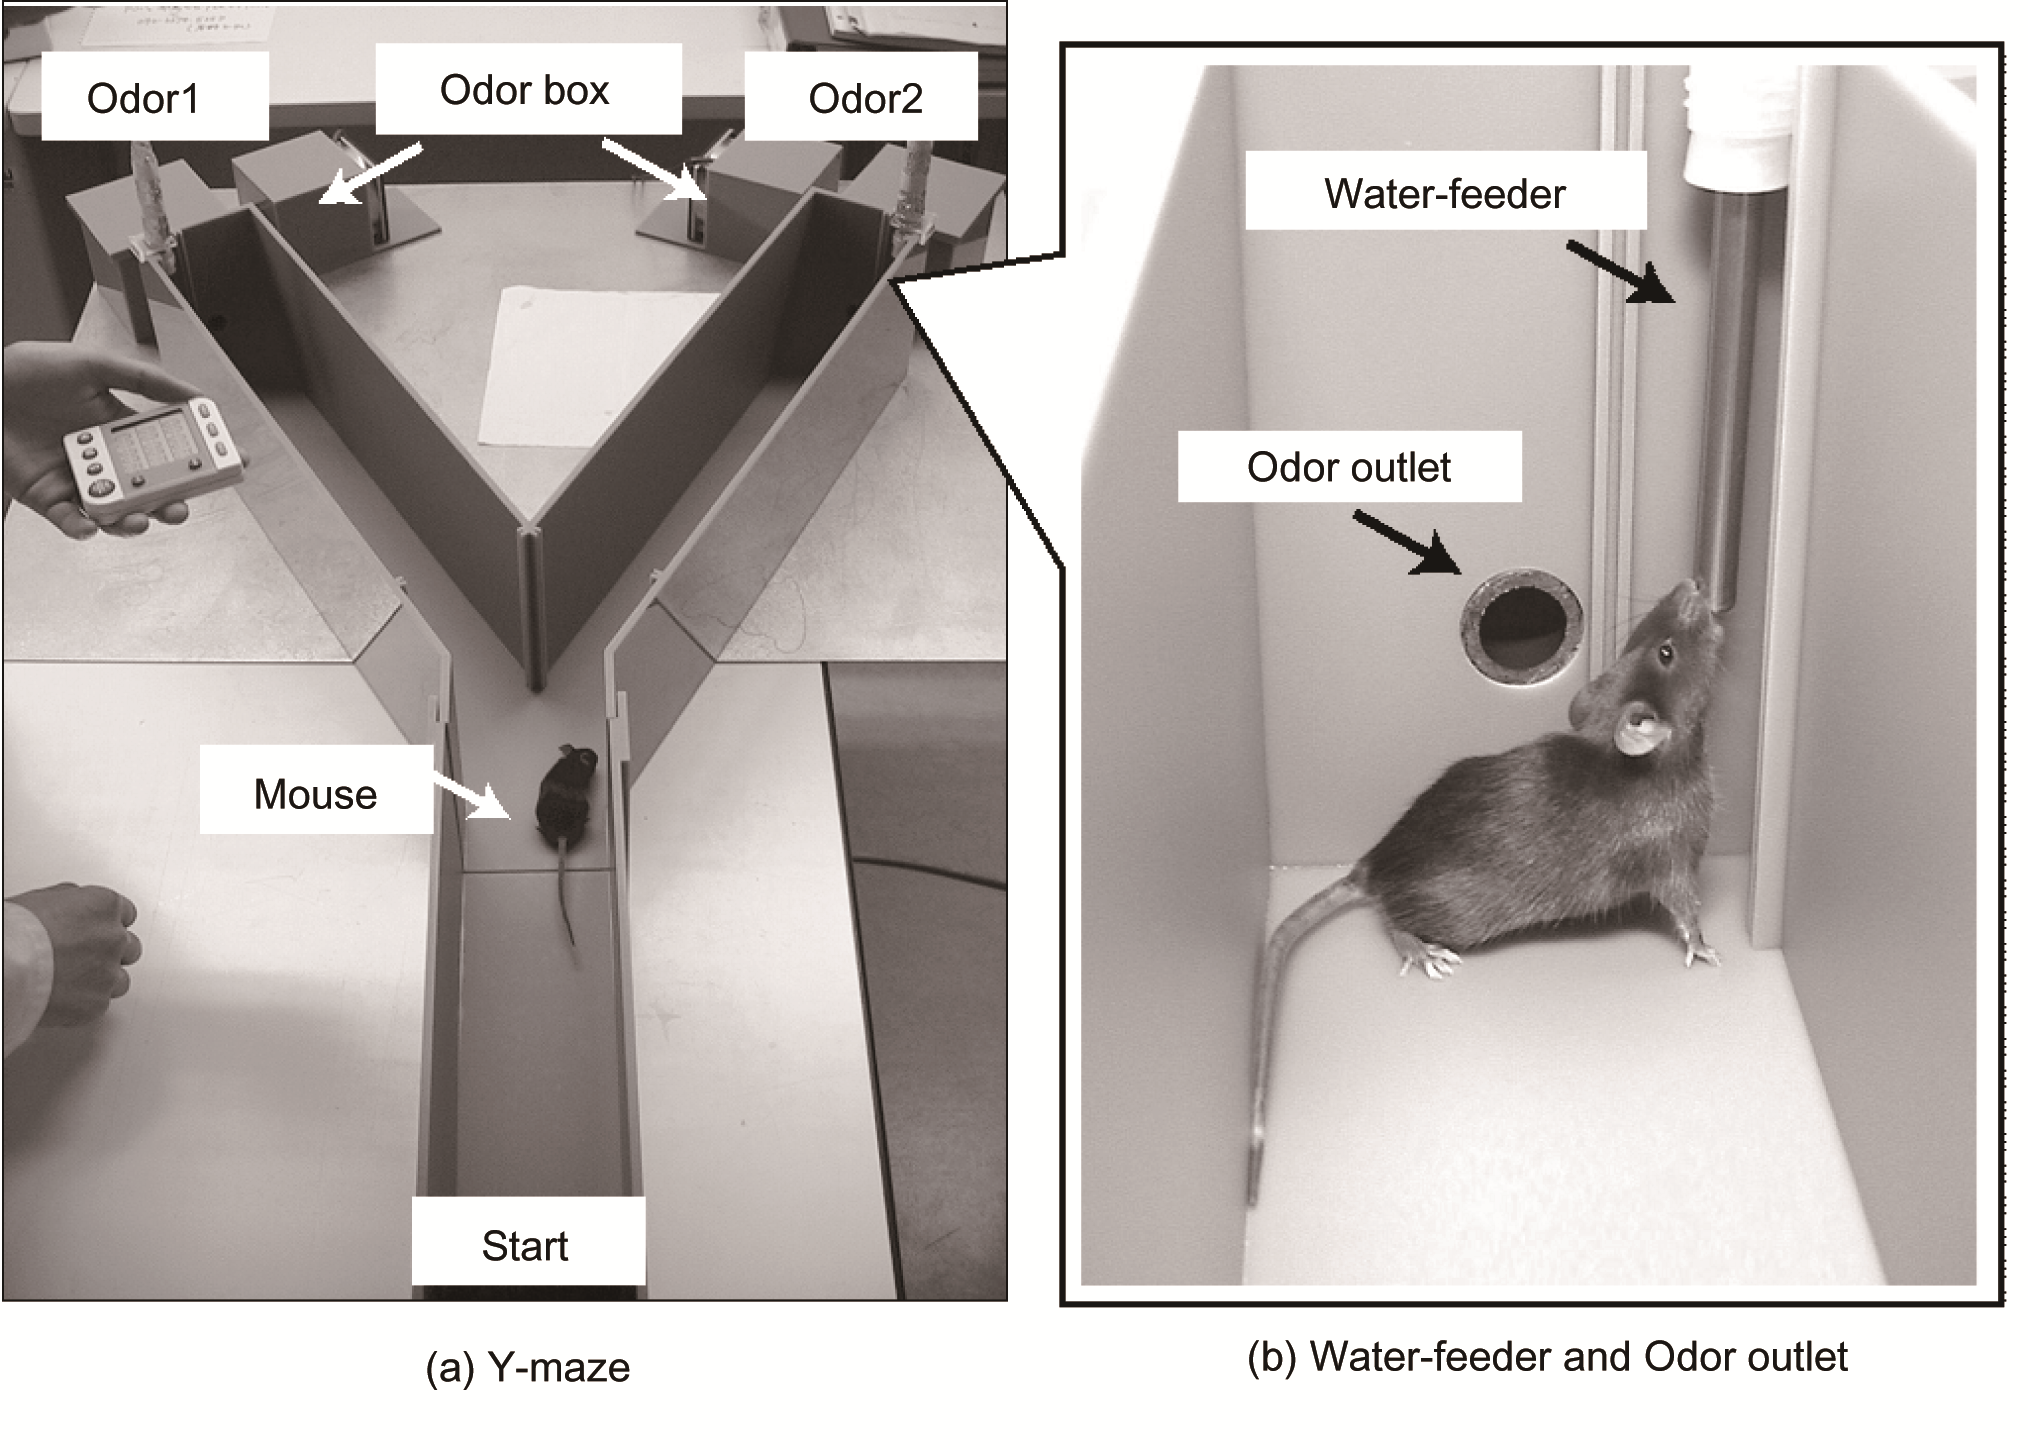 Odor1
Odor box
Odor2
Mouse
Start
(a) Y-maze
Water-feeder
Odor outlet
(b) Water-feeder and Odor outlet